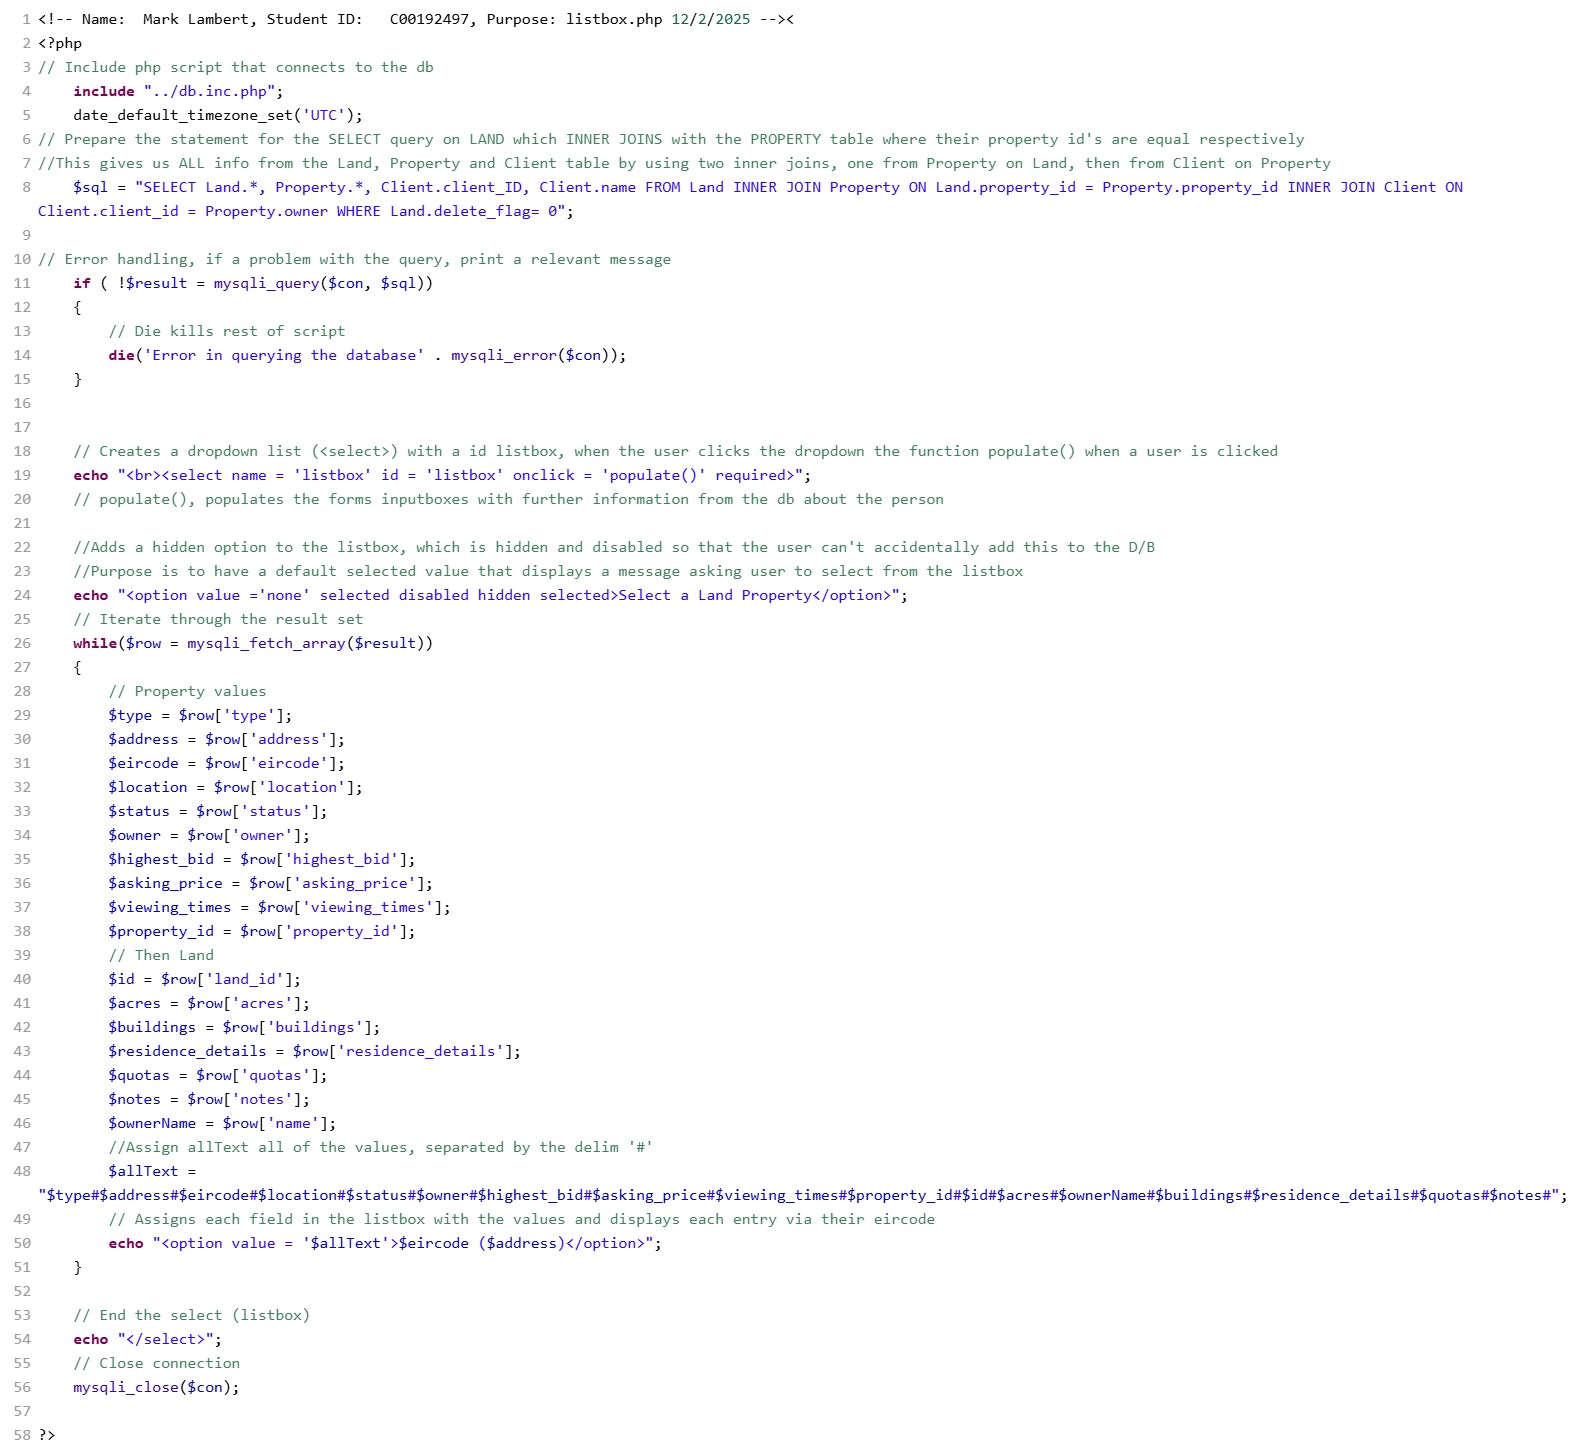 1 <!-- Name:  Mark Lambert, Student ID:   C00192497, Purpose: listbox.php 12/2/2025 --><
2 <?php
3 // Include php script that connects to the db
4     include "../db.inc.php";
5     date_default_timezone_set('UTC');
6 // Prepare the statement for the SELECT query on LAND which INNER JOINS with the PROPERTY table where their property id's are equal respectively
7 //This gives us ALL info from the Land, Property and Client table by using two inner joins, one from Property on Land, then from Client on Property
8     $sql = "SELECT Land.*, Property.*, Client.client_ID, Client.name FROM Land INNER JOIN Property ON Land.property_id = Property.property_id INNER JOIN Client ON
Client.client_id = Property.owner WHERE Land.delete_flag= 0";
9
10 // Error handling, if a problem with the query, print a relevant message
11     if ( !$result = mysqli_query($con, $sql))
12     {
13         // Die kills rest of script
14         die('Error in querying the database' . mysqli_error($con));
15     }
16
17
18     // Creates a dropdown list (<select>) with a id listbox, when the user clicks the dropdown the function populate() when a user is clicked
19     echo "<br><select name = 'listbox' id = 'listbox' onclick = 'populate()' required>";
20     // populate(), populates the forms inputboxes with further information from the db about the person
21
22     //Adds a hidden option to the listbox, which is hidden and disabled so that the user can't accidentally add this to the D/B
23     //Purpose is to have a default selected value that displays a message asking user to select from the listbox
24     echo "<option value ='none' selected disabled hidden selected>Select a Land Property</option>";
25     // Iterate through the result set
26     while($row = mysqli_fetch_array($result))
27     {
28         // Property values
29         $type = $row['type'];
30         $address = $row['address'];
31         $eircode = $row['eircode'];
32         $location = $row['location'];
33         $status = $row['status'];
34         $owner = $row['owner'];
35         $highest_bid = $row['highest_bid'];
36         $asking_price = $row['asking_price'];
37         $viewing_times = $row['viewing_times'];
38         $property_id = $row['property_id'];
39         // Then Land
40         $id = $row['land_id'];
41         $acres = $row['acres'];
42         $buildings = $row['buildings'];
43         $residence_details = $row['residence_details'];
44         $quotas = $row['quotas'];
45         $notes = $row['notes'];
46         $ownerName = $row['name'];
47         //Assign allText all of the values, separated by the delim '#'
48         $allText =
"$type#$address#$eircode#$location#$status#$owner#$highest_bid#$asking_price#$viewing_times#$property_id#$id#$acres#$ownerName#$buildings#$residence_details#$quotas#$notes#";
49         // Assigns each field in the listbox with the values and displays each entry via their eircode
50         echo "<option value = '$allText'>$eircode ($address)</option>";
51     }
52
53     // End the select (listbox)
54     echo "</select>";
55     // Close connection
56     mysqli_close($con);
57
58 ?>